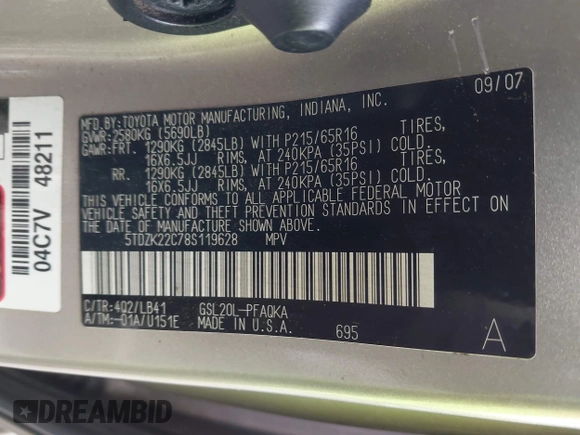 09/07
MFD.BY:TOYOTA MOTOR MANUFACTURING, INDIANA, INC.
GVWR:2580KG (5690LB)
GAWR:FRT. 1290KG (2845LB) WITH P215/65R16 TIRES,
16X6.5JJ RIMS, AT 240KPA (35PSI) COLD.
RR. 1290KG (2845LB) WITH P215/65R16 TIRES,
16X6.5JJ RIMS, AT 240KPA (35PSI) COLD.
THIS VEHICLE CONFORMS TO ALL APPLICABLE FEDERAL MOTOR
VEHICLE SAFETY AND THEFT PREVENTION STANDARDS IN EFFECT ON
THE DATE OF MANUFACTURE SHOWN ABOVE.
5TDZK22C78S119628 MPV
C/TR:4Q2/LB41 GSL20L-PFAQKA
A/TM:-01A/U151E MADE IN U.S.A. 695
A
04C7V 48211
DREAMBID